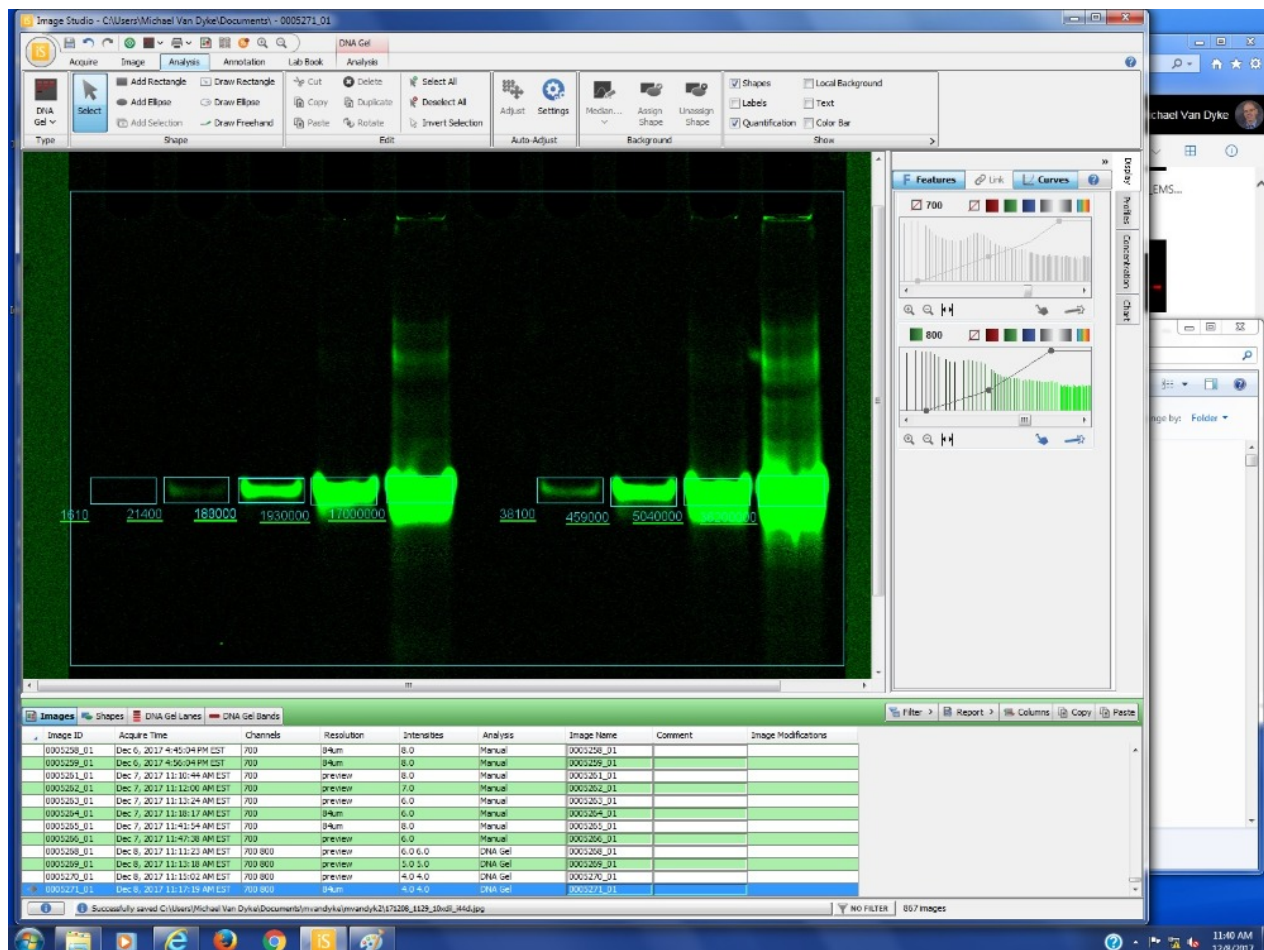 Image Studio - C:\Users\Michael Van Dyke\Documents\ - 0005271_01
DNA Gel
Acquire Image Analysis Annotation Lab Book Analysis
Add Rectangle Draw Rectangle Cut Delete Select All
DNA Gel Select Add Ellipse Draw Ellipse Copy Duplicate Deselect All
Add Selection Draw Freehand Paste Rotate Invert Selection
Adjust Settings Median... Assign Shape Unassign Shape
Shapes Local Background
Labels Text
Quantification Color Bar
Type Shape Edit Auto-Adjust Background Show
Michael Van Dyke
EMS...
Features Link Curves
Display
Profiles
Concentration
Chart
700
800
1610 21400 183000 1930000 17000000 38100 459000 5040000
Folder
Images Shapes DNA Gel Lanes DNA Gel Bands Filter Report Columns Copy Paste
Image ID Acquire Time Channels Resolution Intensities Analysis Image Name Comment Image Modifications
0005258_01 Dec 6, 2017 4:45:04 PM EST 700 84um 8.0 Manual 0005258_01
0005259_01 Dec 6, 2017 4:56:04 PM EST 700 84um 8.0 Manual 0005259_01
0005261_01 Dec 7, 2017 11:10:44 AM EST 700 preview 8.0 Manual 0005261_01
0005262_01 Dec 7, 2017 11:12:00 AM EST 700 preview 7.0 Manual 0005262_01
0005263_01 Dec 7, 2017 11:13:24 AM EST 700 preview 6.0 Manual 0005263_01
0005264_01 Dec 7, 2017 11:18:17 AM EST 700 84um 6.0 Manual 0005264_01
0005265_01 Dec 7, 2017 11:41:54 AM EST 700 84um 8.0 Manual 0005265_01
0005266_01 Dec 7, 2017 11:47:38 AM EST 700 preview 6.0 Manual 0005266_01
0005268_01 Dec 8, 2017 11:11:23 AM EST 700 800 preview 6.0 6.0 DNA Gel 0005268_01
0005269_01 Dec 8, 2017 11:13:18 AM EST 700 800 preview 5.0 5.0 DNA Gel 0005269_01
0005270_01 Dec 8, 2017 11:15:02 AM EST 700 800 preview 4.0 4.0 DNA Gel 0005270_01
0005271_01 Dec 8, 2017 11:17:19 AM EST 700 800 84um 4.0 4.0 DNA Gel 0005271_01
Successfully saved C:\Users\Michael Van Dyke\Documents\mvandyke\mvandyk2\171208_1129_10xdil_i44d.jpg NO FILTER 867 images
11:40 AM
12/8/2017